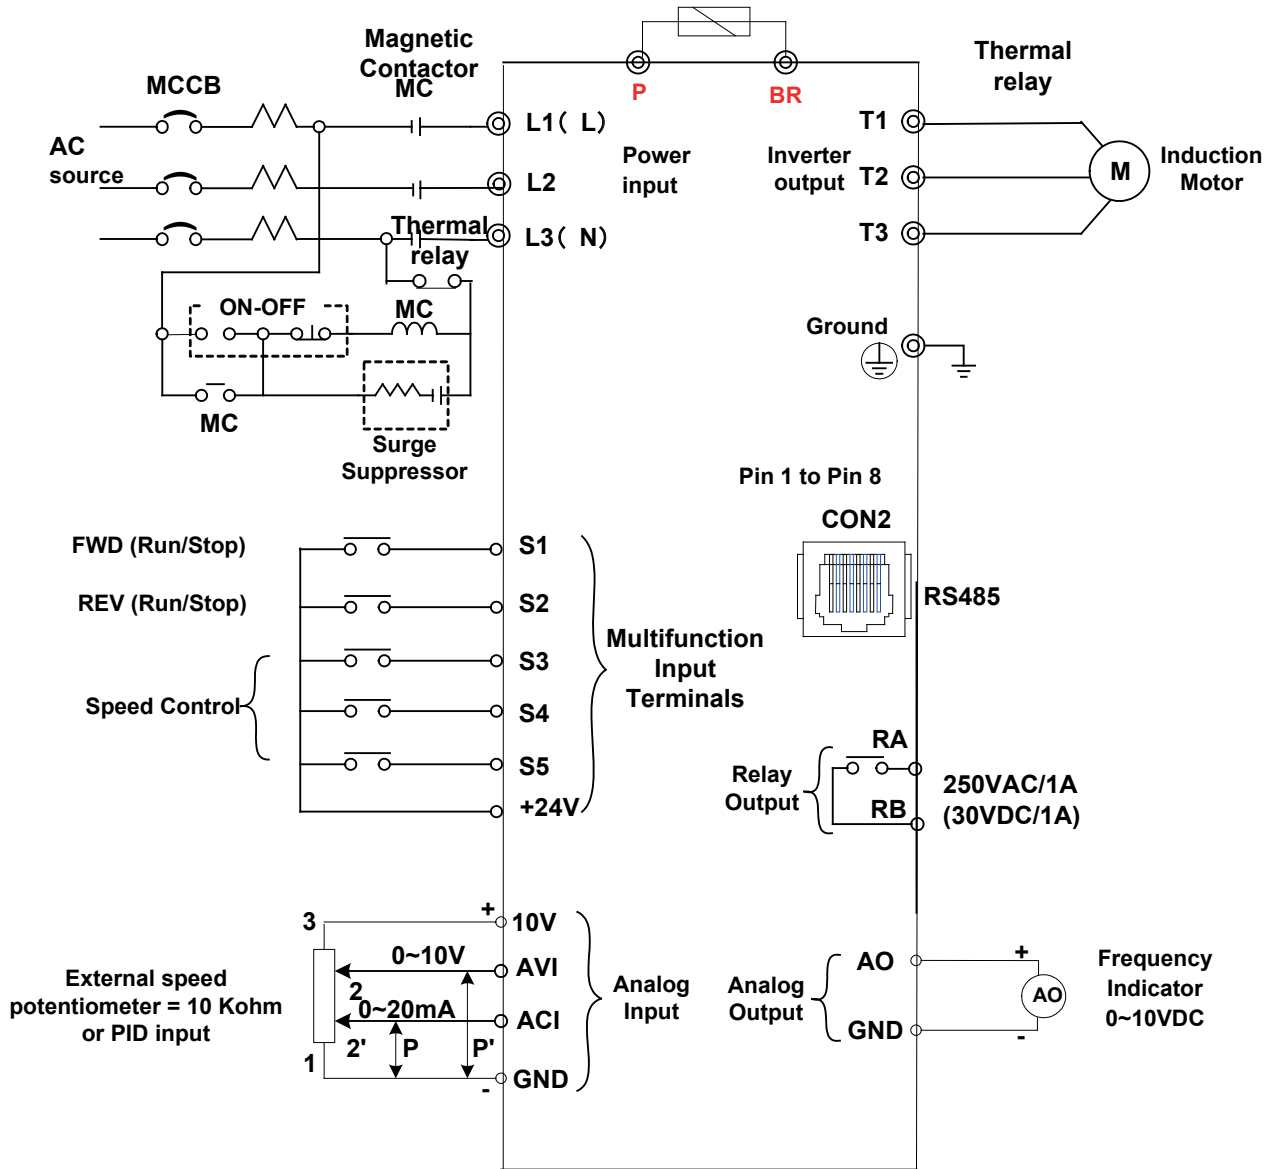 Magnetic
Contactor
MC
MCCB
P
BR
Thermal
relay
L1( L)
T1
AC
source
Power
input
Inverter
output
T2
M
Induction
Motor
L2
Thermal
relay
L3( N)
T3
ON-OFF
MC
Ground
MC
Surge
Suppressor
Pin 1 to Pin 8
CON2
RS485
FWD (Run/Stop)
S1
REV (Run/Stop)
S2
Multifunction
Input
Terminals
S3
Speed Control
S4
S5
+24V
RA
Relay
Output
RB
250VAC/1A
(30VDC/1A)
3
+
10V
0~10V
AVI
2
0~20mA
ACI
2'
P
P'
1
-
GND
External speed
potentiometer = 10 Kohm
or PID input
Analog
Input
Analog
Output
AO
+
AO
GND
-
Frequency
Indicator
0~10VDC